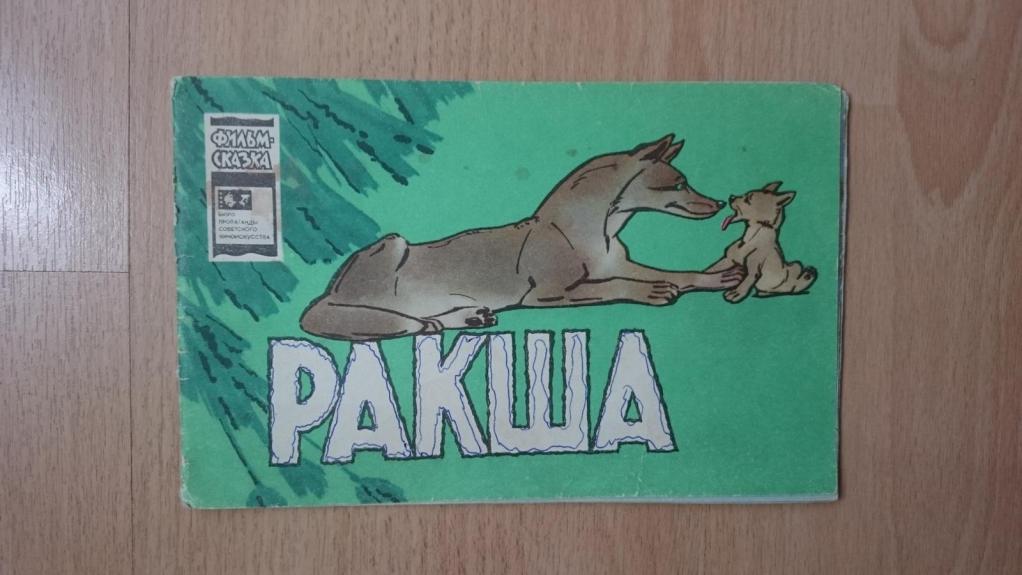 ФИЛЬМ-
СКАЗКА
БЮРО
ПРОПАГАНДЫ
СОВЕТСКОГО
КИНОИСКУССТВА
РАКША